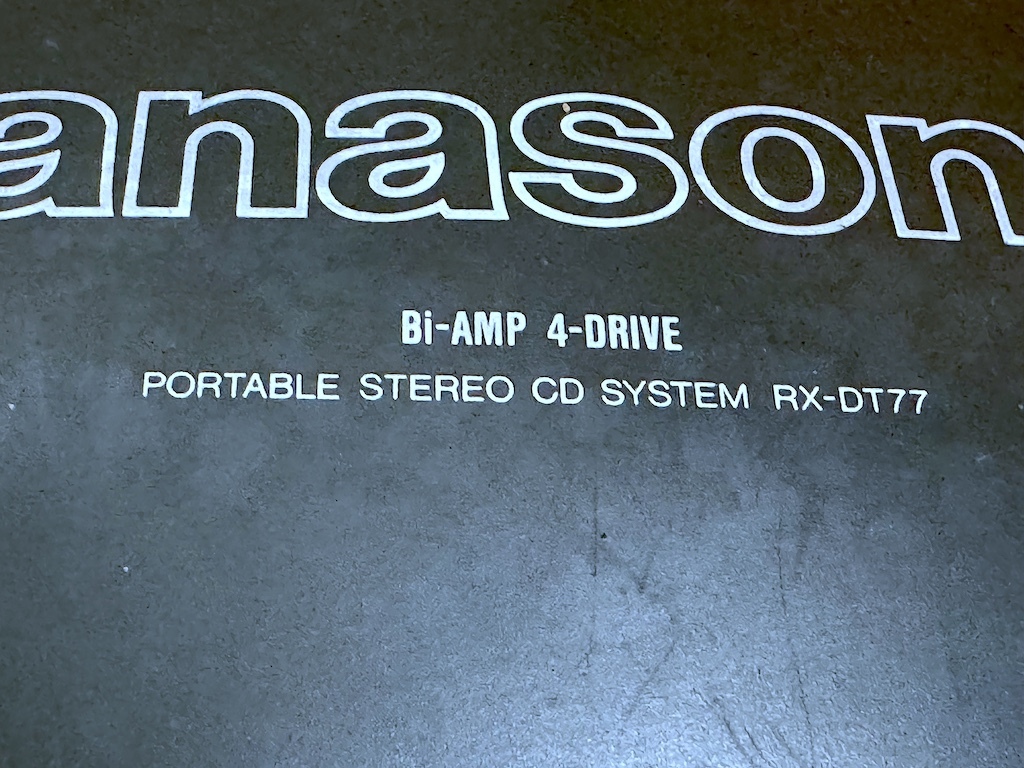 anason
Bi-AMP 4-DRIVE
PORTABLE STEREO CD SYSTEM RX-DT77